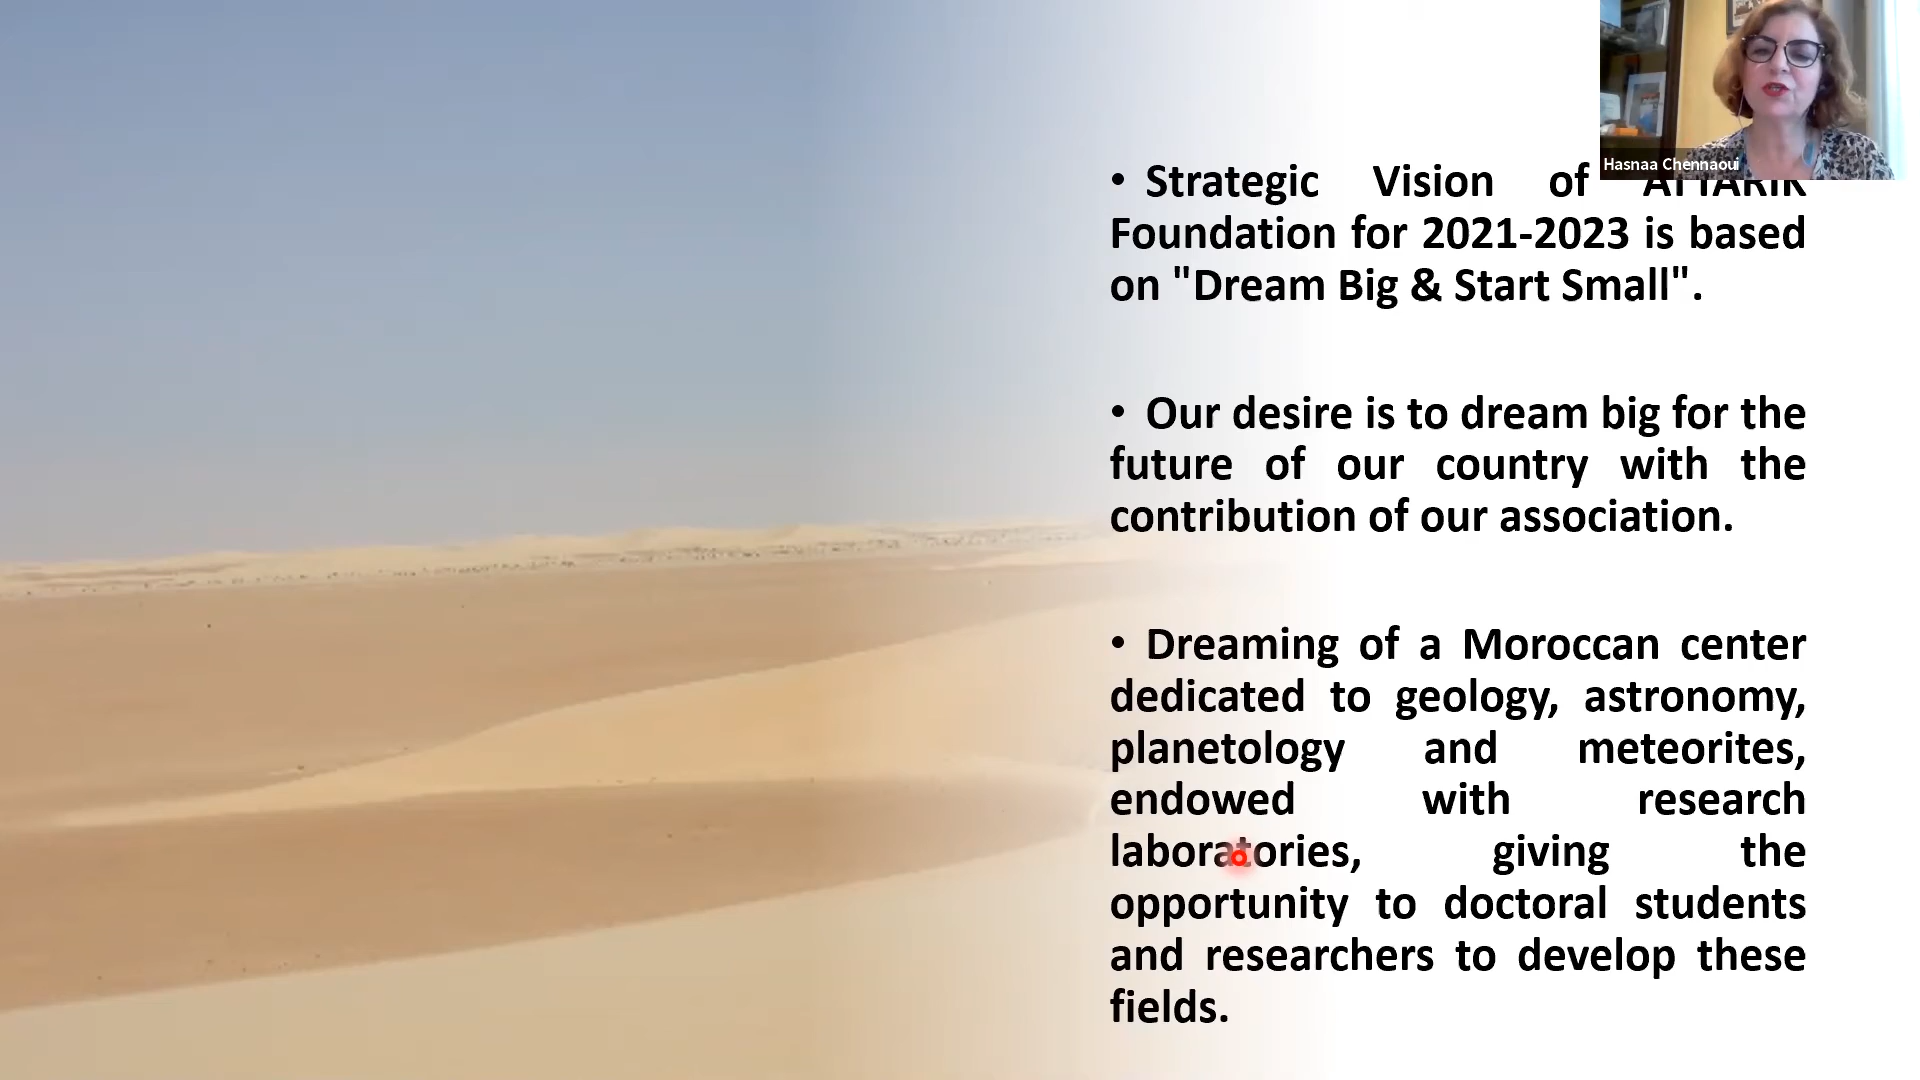 Hasnaa Chennaoui
• Strategic Vision of ATTARIK
Foundation for 2021-2023 is based
on "Dream Big & Start Small".
• Our desire is to dream big for the
future of our country with the
contribution of our association.
• Dreaming of a Moroccan center
dedicated to geology, astronomy,
planetology and meteorites,
endowed with research
laboratories, giving the
opportunity to doctoral students
and researchers to develop these
fields.